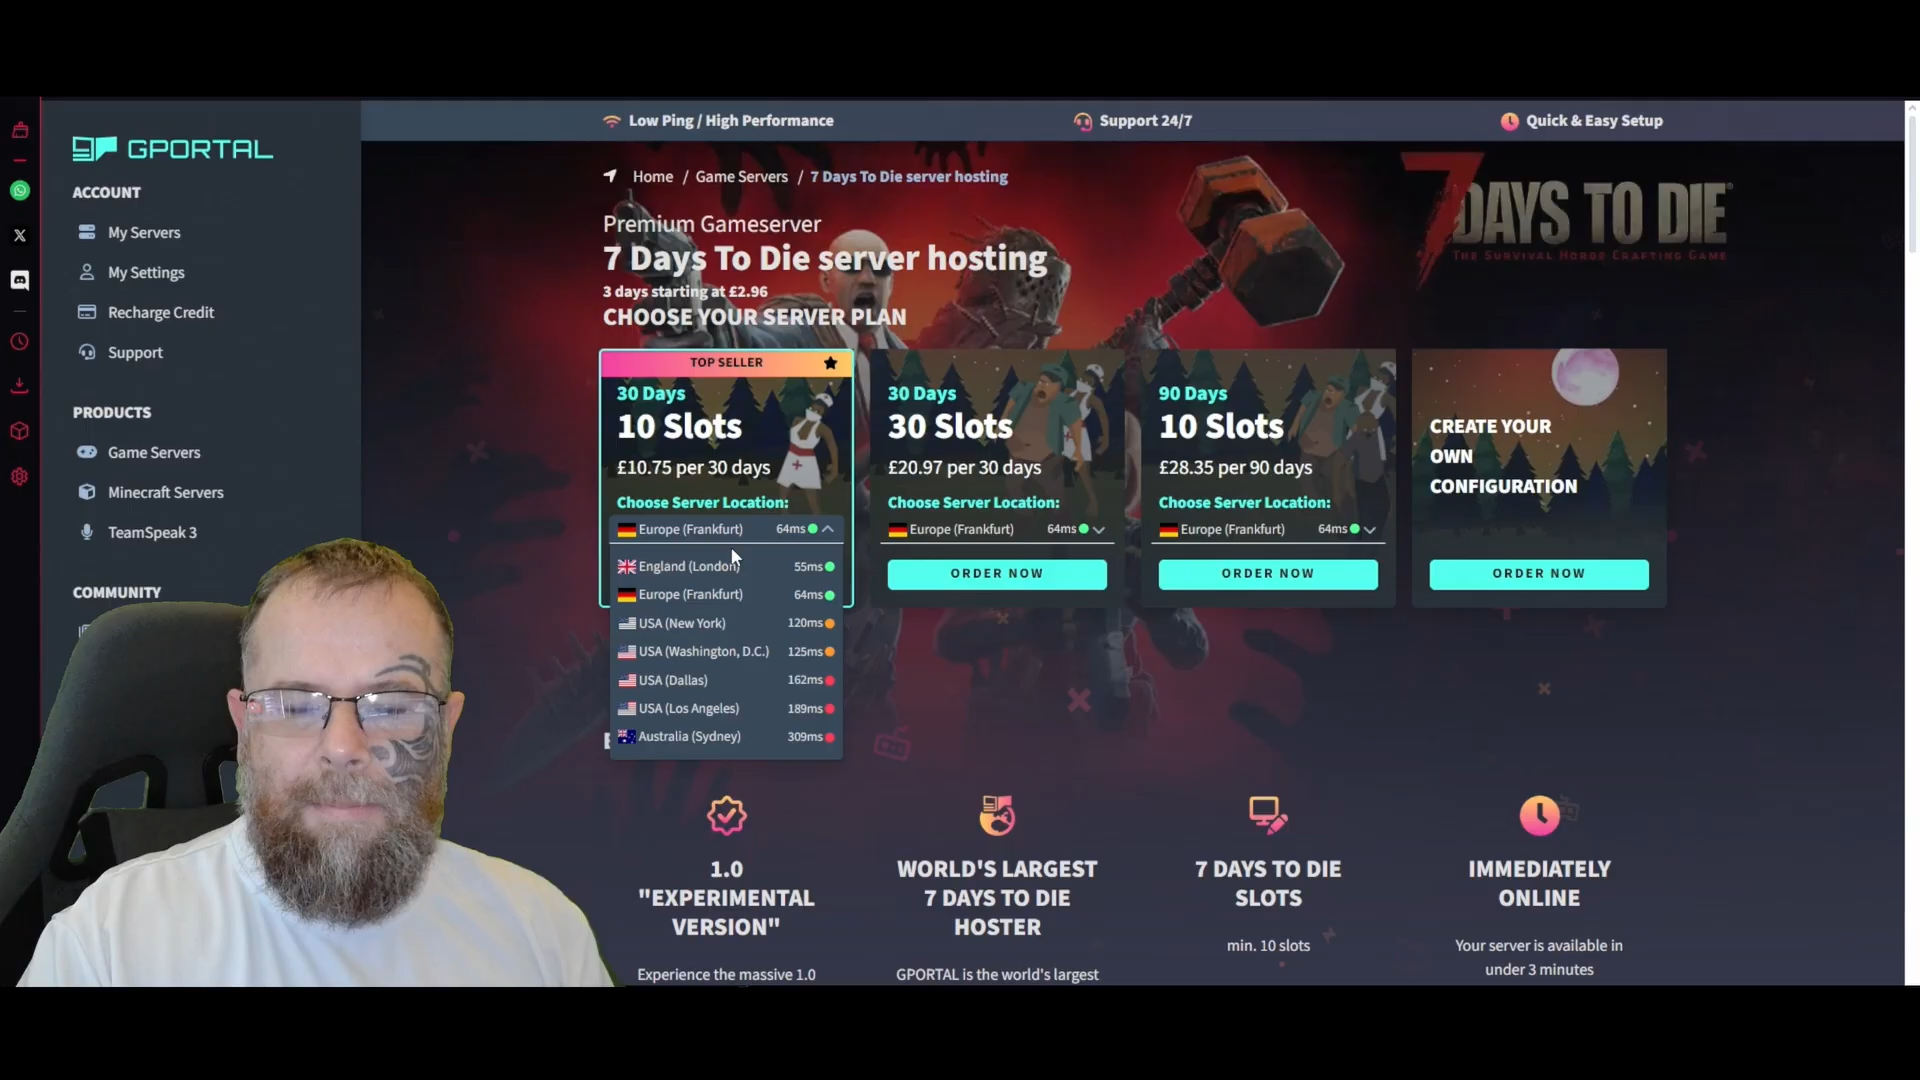 Low Ping / High Performance
Support 24/7
Quick & Easy Setup
GPORTAL
ACCOUNT
My Servers
My Settings
Recharge Credit
Support
PRODUCTS
Game Servers
Minecraft Servers
TeamSpeak 3
COMMUNITY
Home / Game Servers / 7 Days To Die server hosting
7 DAYS TO DIE
THE SURVIVAL HORDE CRAFTING GAME
Premium Gameserver
7 Days To Die server hosting
3 days starting at £2.96
CHOOSE YOUR SERVER PLAN
TOP SELLER
30 Days
10 Slots
£10.75 per 30 days
Choose Server Location:
Europe (Frankfurt) 64ms
England (London) 55ms
Europe (Frankfurt) 64ms
USA (New York) 120ms
USA (Washington, D.C.) 125ms
USA (Dallas) 162ms
USA (Los Angeles) 189ms
Australia (Sydney) 309ms
30 Days
30 Slots
£20.97 per 30 days
Choose Server Location:
Europe (Frankfurt) 64ms
ORDER NOW
90 Days
10 Slots
£28.35 per 90 days
Choose Server Location:
Europe (Frankfurt) 64ms
ORDER NOW
CREATE YOUR
OWN
CONFIGURATION
ORDER NOW
1.0
"EXPERIMENTAL
VERSION"
Experience the massive 1.0
WORLD'S LARGEST
7 DAYS TO DIE
HOSTER
GPORTAL is the world's largest
7 DAYS TO DIE
SLOTS
min. 10 slots
IMMEDIATELY
ONLINE
Your server is available in
under 3 minutes